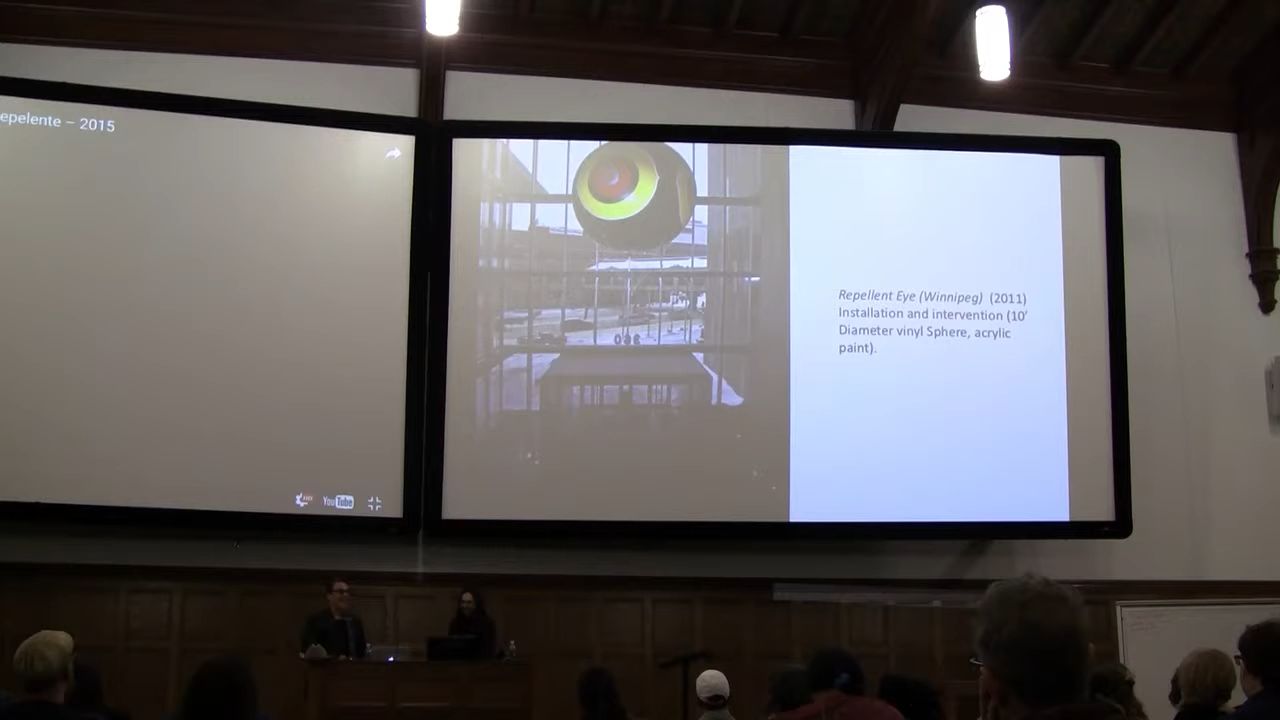 epelente – 2015
YouTube
Repellent Eye (Winnipeg) (2011)
Installation and intervention (10'
Diameter vinyl Sphere, acrylic
paint).